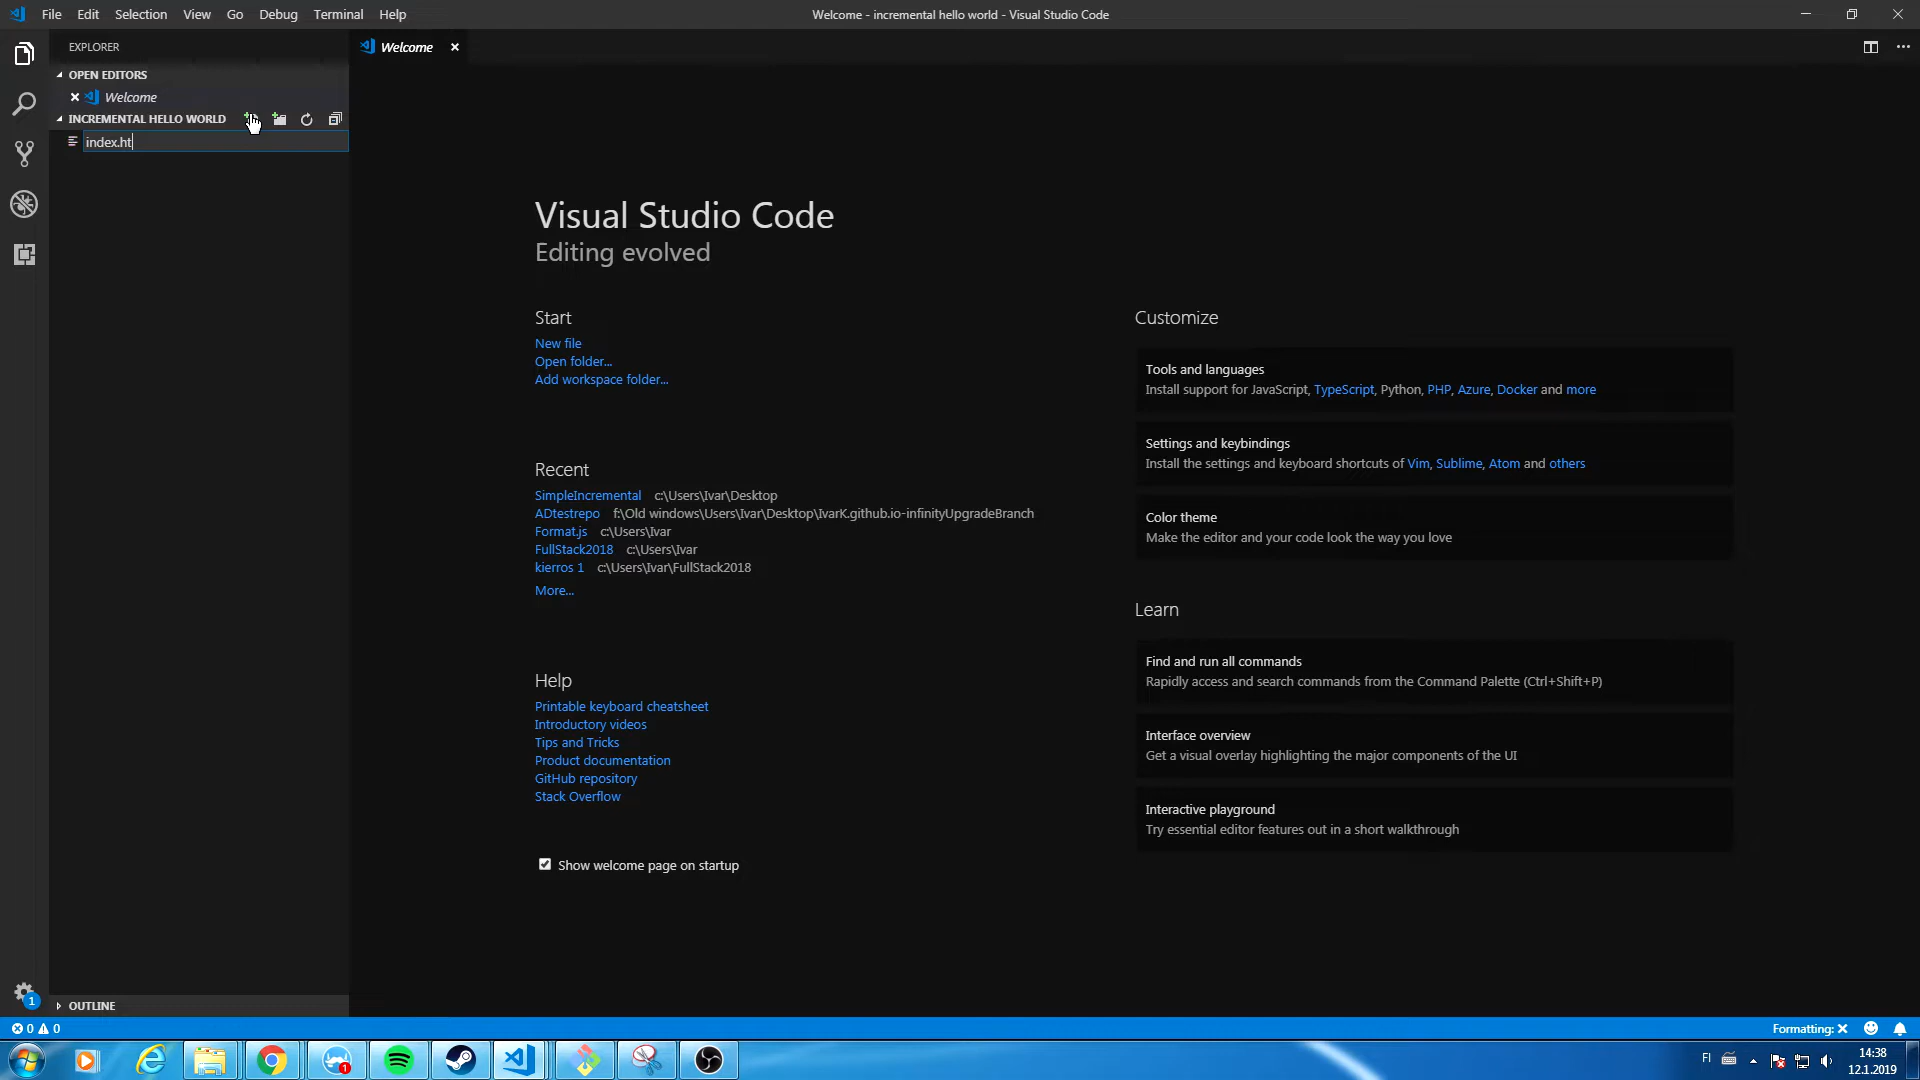 File Edit Selection View Go Debug Terminal Help
Welcome - incremental hello world - Visual Studio Code
EXPLORER
Welcome
OPEN EDITORS
Welcome
INCREMENTAL HELLO WORLD
index.ht
Visual Studio Code
Editing evolved
Start
New file
Open folder...
Add workspace folder...
Recent
SimpleIncremental c:\Users\Ivar\Desktop
ADtestrepo f:\Old windows\Users\Ivar\Desktop\IvarK.github.io-infinityUpgradeBranch
Format.js c:\Users\Ivar
FullStack2018 c:\Users\Ivar
kierros 1 c:\Users\Ivar\FullStack2018
More...
Help
Printable keyboard cheatsheet
Introductory videos
Tips and Tricks
Product documentation
GitHub repository
Stack Overflow
Show welcome page on startup
Customize
Tools and languages
Install support for JavaScript, TypeScript, Python, PHP, Azure, Docker and more
Settings and keybindings
Install the settings and keyboard shortcuts of Vim, Sublime, Atom and others
Color theme
Make the editor and your code look the way you love
Learn
Find and run all commands
Rapidly access and search commands from the Command Palette (Ctrl+Shift+P)
Interface overview
Get a visual overlay highlighting the major components of the UI
Interactive playground
Try essential editor features out in a short walkthrough
1
OUTLINE
0 0
Formatting:
1
FI
14:38
12.1.2019